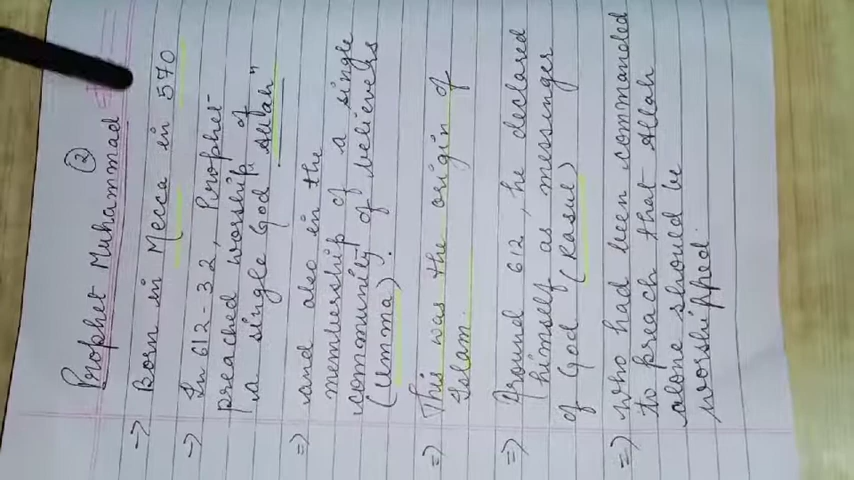 ②
Prophet Muhammad
-> Born in Mecca in 570
-> In 612-32, Prophet
preached worship of
"a single God Allah"
=> and also in the
membership of a single
community of believers
(umma).
=> This was the origin of
Islam.
=> Around 612, he declared
himself as messenger
of God (Rasul)
=> who had been commanded
to preach that Allah
alone should be
worshipped.